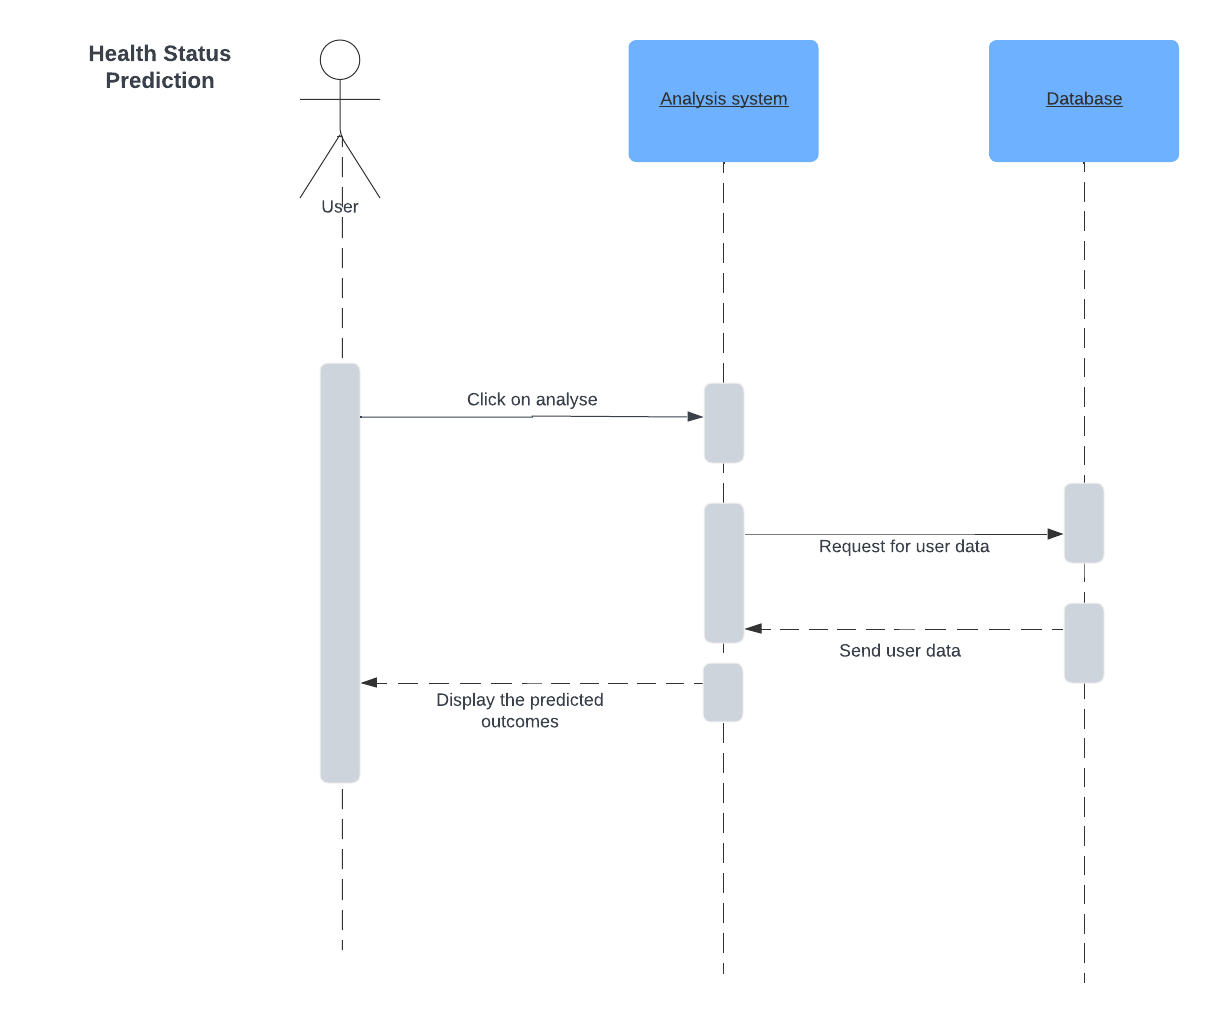 Health Status
Prediction
User
Analysis system
Database
Click on analyse
Request for user data
Send user data
Display the predicted
outcomes